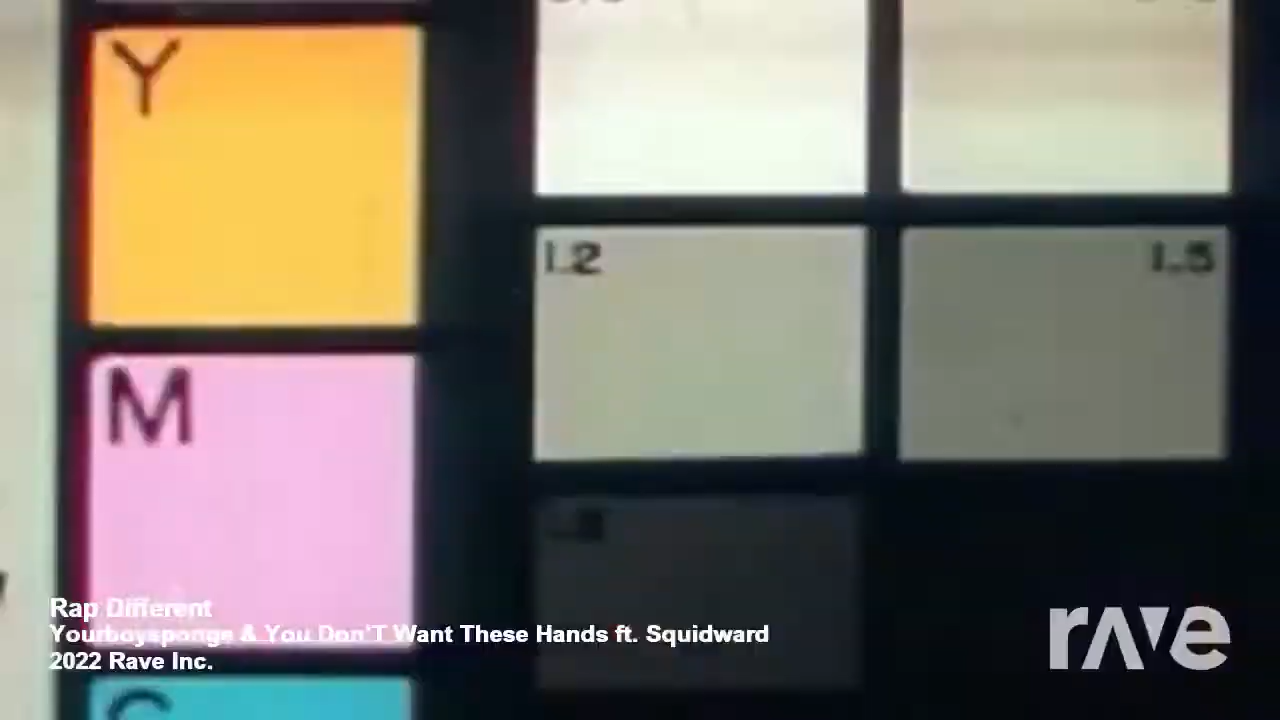 Y
1.2
1.5
M
Rap Different
Yourboysponge & You Don'T Want These Hands ft. Squidward
2022 Rave Inc.
rave
C